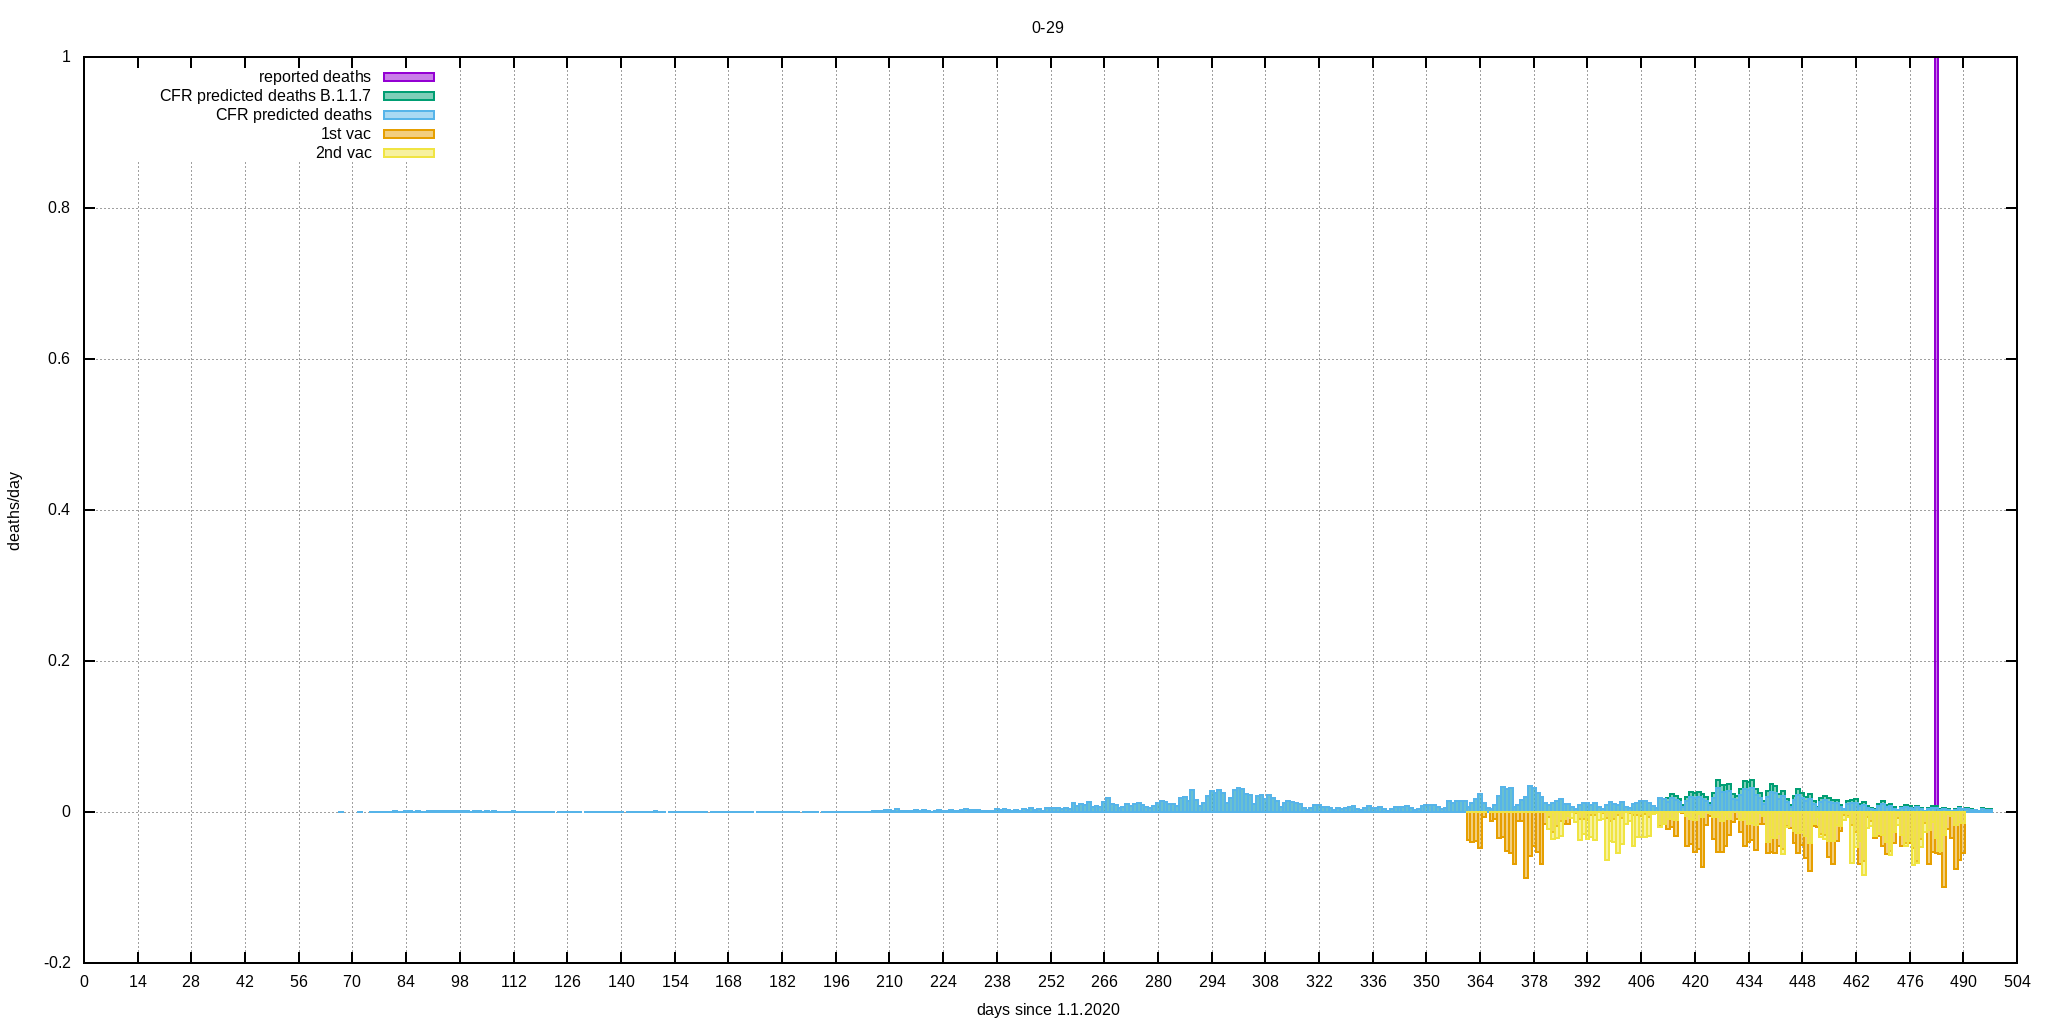 0-29
1
reported deaths
CFR predicted deaths B.1.1.7
CFR predicted deaths
1st vac
2nd vac
0.8
0.6
0.4
0.2
0
-0.2
deaths/day
0 14 28 42 56 70 84 98 112 126 140 154 168 182 196 210 224 238 252 266 280 294 308 322 336 350 364 378 392 406 420 434 448 462 476 490 504
days since 1.1.2020